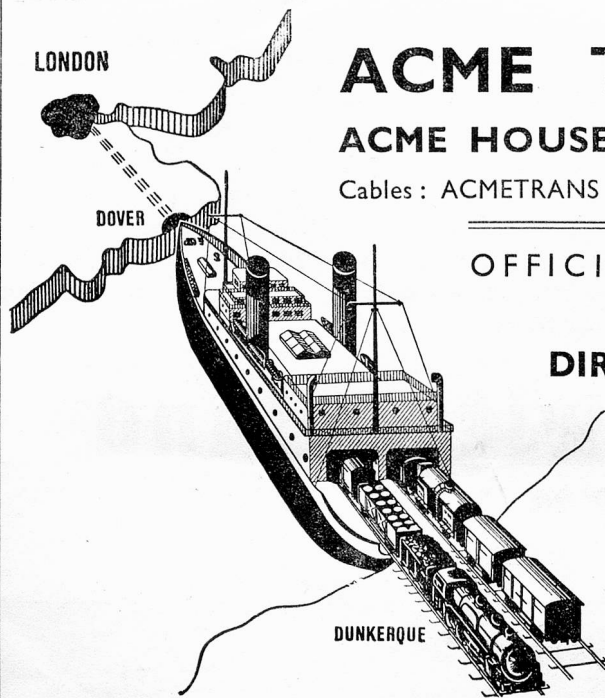 LONDON
ACME T
ACME HOUSE
Cables : ACMETRANS
DOVER
OFFICI
DIR
DUNKERQUE